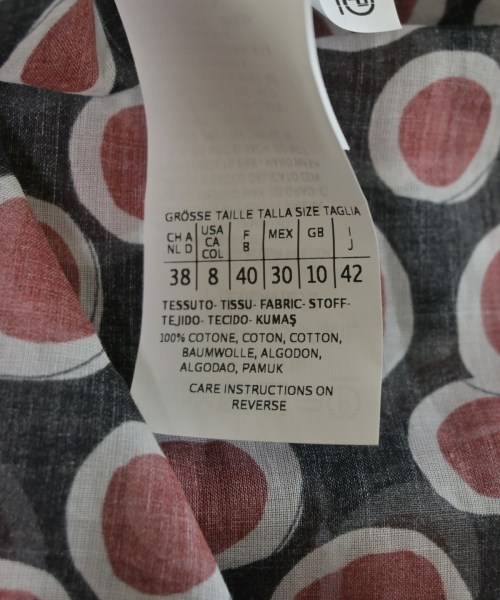 GRÖSSE TAILLE TALLA SIZE TAGLIA
CH A NL D USA CA COL F B MEX GB I J
38 8 40 30 10 42
TESSUTO- TISSU- FABRIC- STOFF-
TEJIDO- TECIDO- KUMAŞ
100% COTONE, COTON, COTTON,
BAUMWOLLE, ALGODON,
ALGODAO, PAMUK
CARE INSTRUCTIONS ON
REVERSE